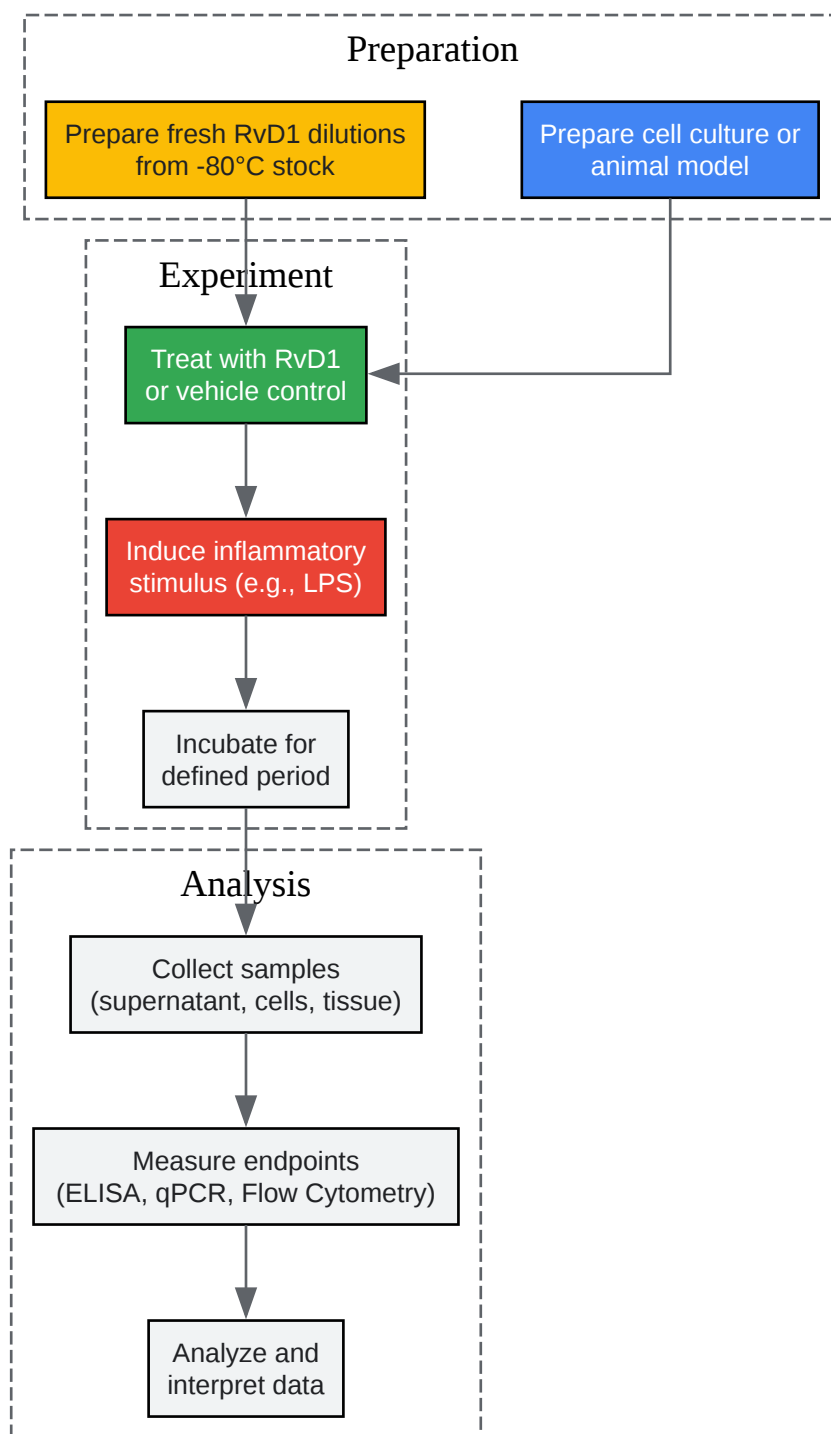 Preparation
Prepare fresh RvD1 dilutions
from -80°C stock
Prepare cell culture or
animal model
Experiment
Treat with RvD1
or vehicle control
Induce inflammatory
stimulus (e.g., LPS)
Incubate for
defined period
Analysis
Collect samples
(supernatant, cells, tissue)
Measure endpoints
(ELISA, qPCR, Flow Cytometry)
Analyze and
interpret data